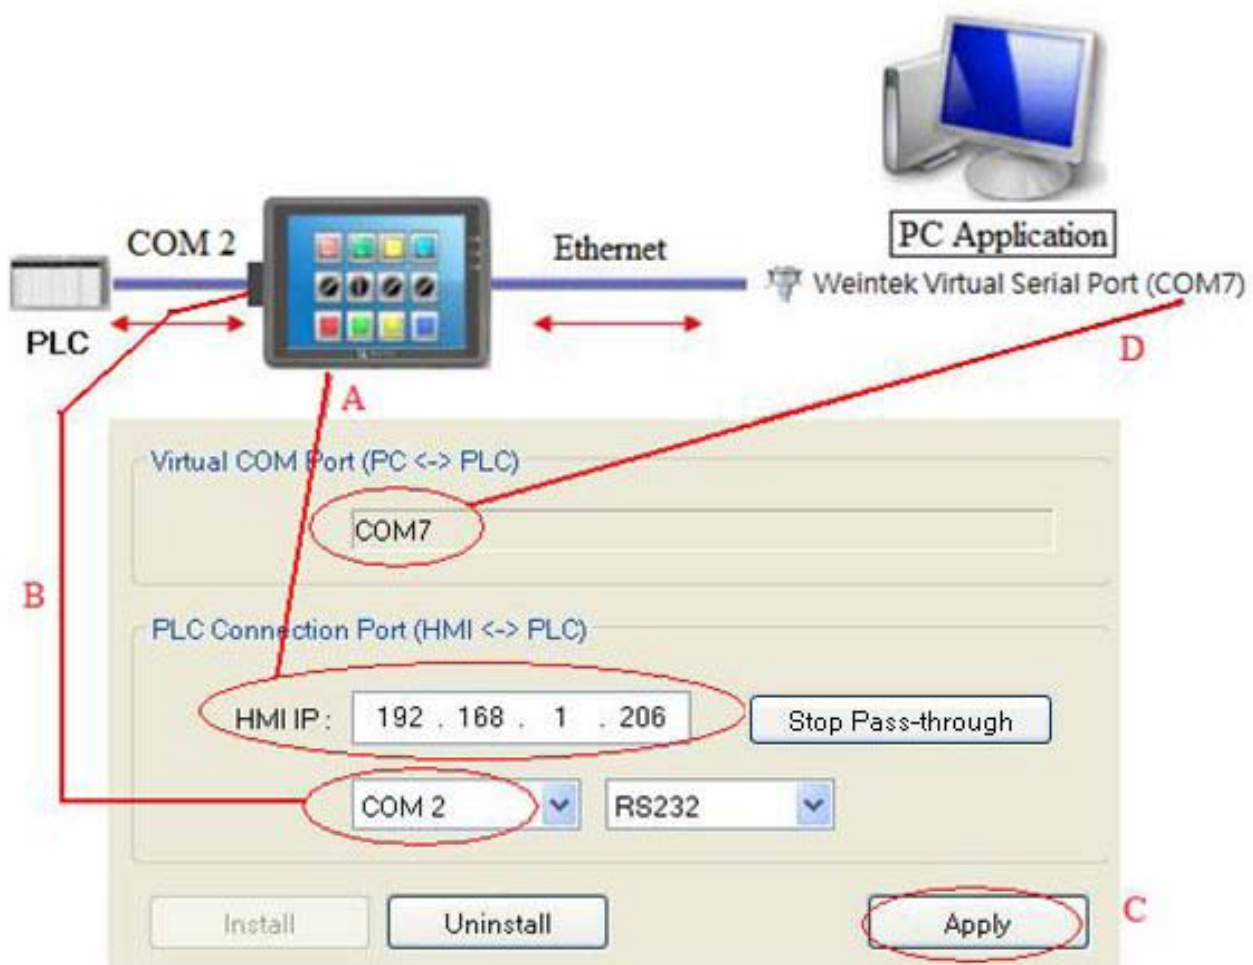 COM 2
Ethernet
PC Application
Weintek Virtual Serial Port (COM7)
PLC
D
A
Virtual COM Port (PC <-> PLC)
COM7
B
PLC Connection Port (HMI <-> PLC)
HMI IP : 192 . 168 . 1 . 206 Stop Pass-through
COM 2 RS232
Install Uninstall Apply C